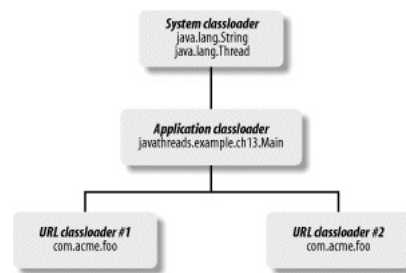 System classloader
java.lang.String
java.lang.Thread
Application classloader
javathreads.example.ch13.Main
URL classloader #1
com.acme.foo
URL classloader #2
com.acme.foo